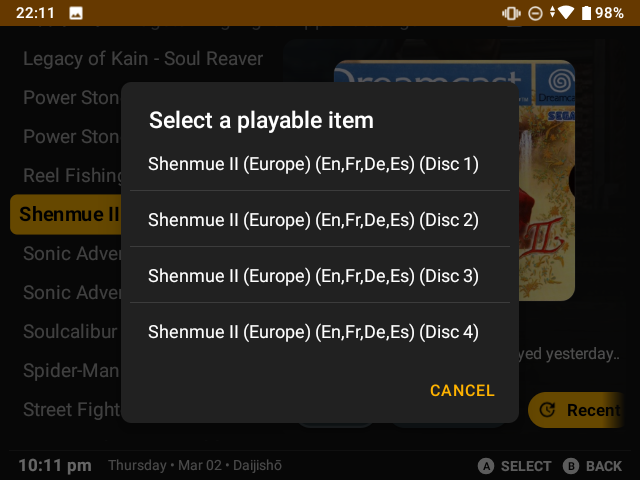 22:11
98%
Legacy of Kain - Soul Reaver
Power Ston
Power Ston
Reel Fishing
Shenmue II
Sonic Adver
Sonic Adver
Soulcalibur
Spider-Man
Street Fight
Dreamcast
Dreamcast
SEGA
II
Select a playable item
Shenmue II (Europe) (En,Fr,De,Es) (Disc 1)
Shenmue II (Europe) (En,Fr,De,Es) (Disc 2)
Shenmue II (Europe) (En,Fr,De,Es) (Disc 3)
Shenmue II (Europe) (En,Fr,De,Es) (Disc 4)
CANCEL
yed yesterday..
Recent
10:11 pm Thursday • Mar 02 • Daijishō
A SELECT B BACK